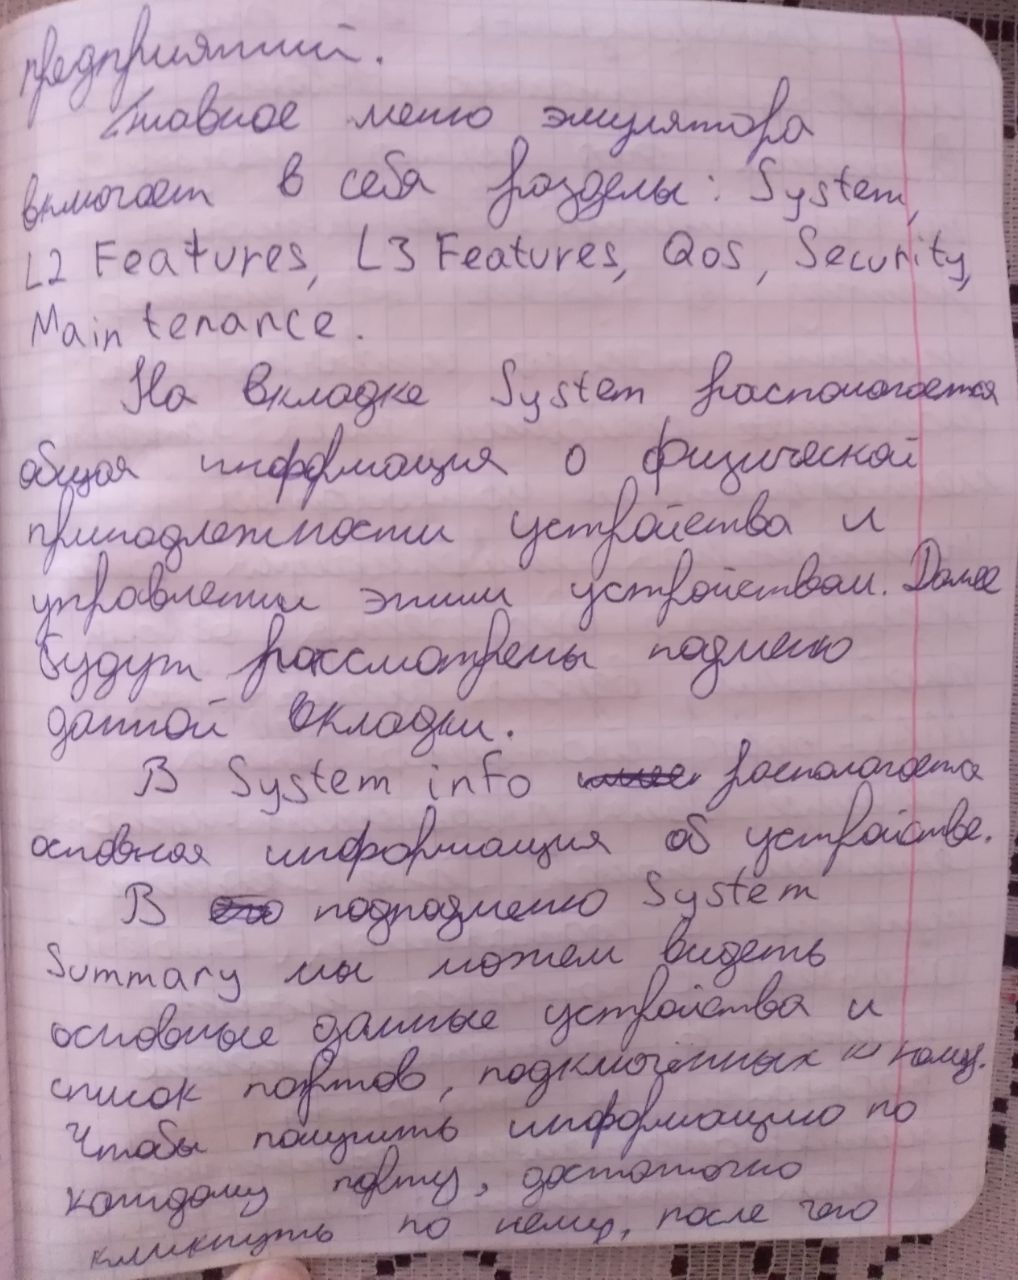 предприятий.
Главное меню эмулятора
включает в себя разделы: System,
L2 Features, L3 Features, QoS, Security,
Maintenance.
На вкладке System располагается
общая информация о физической
принадлежности устройства и
управлении этим устройством. Далее
будут рассмотрены подменю
данной вкладки.
В System info располагается
основная информация об устройстве.
В подподменю System
Summary мы можем видеть
основные данные устройства и
список портов, подключённых к нему.
Чтобы получить информацию по
каждому порту, достаточно
кликнуть по нему, после чего